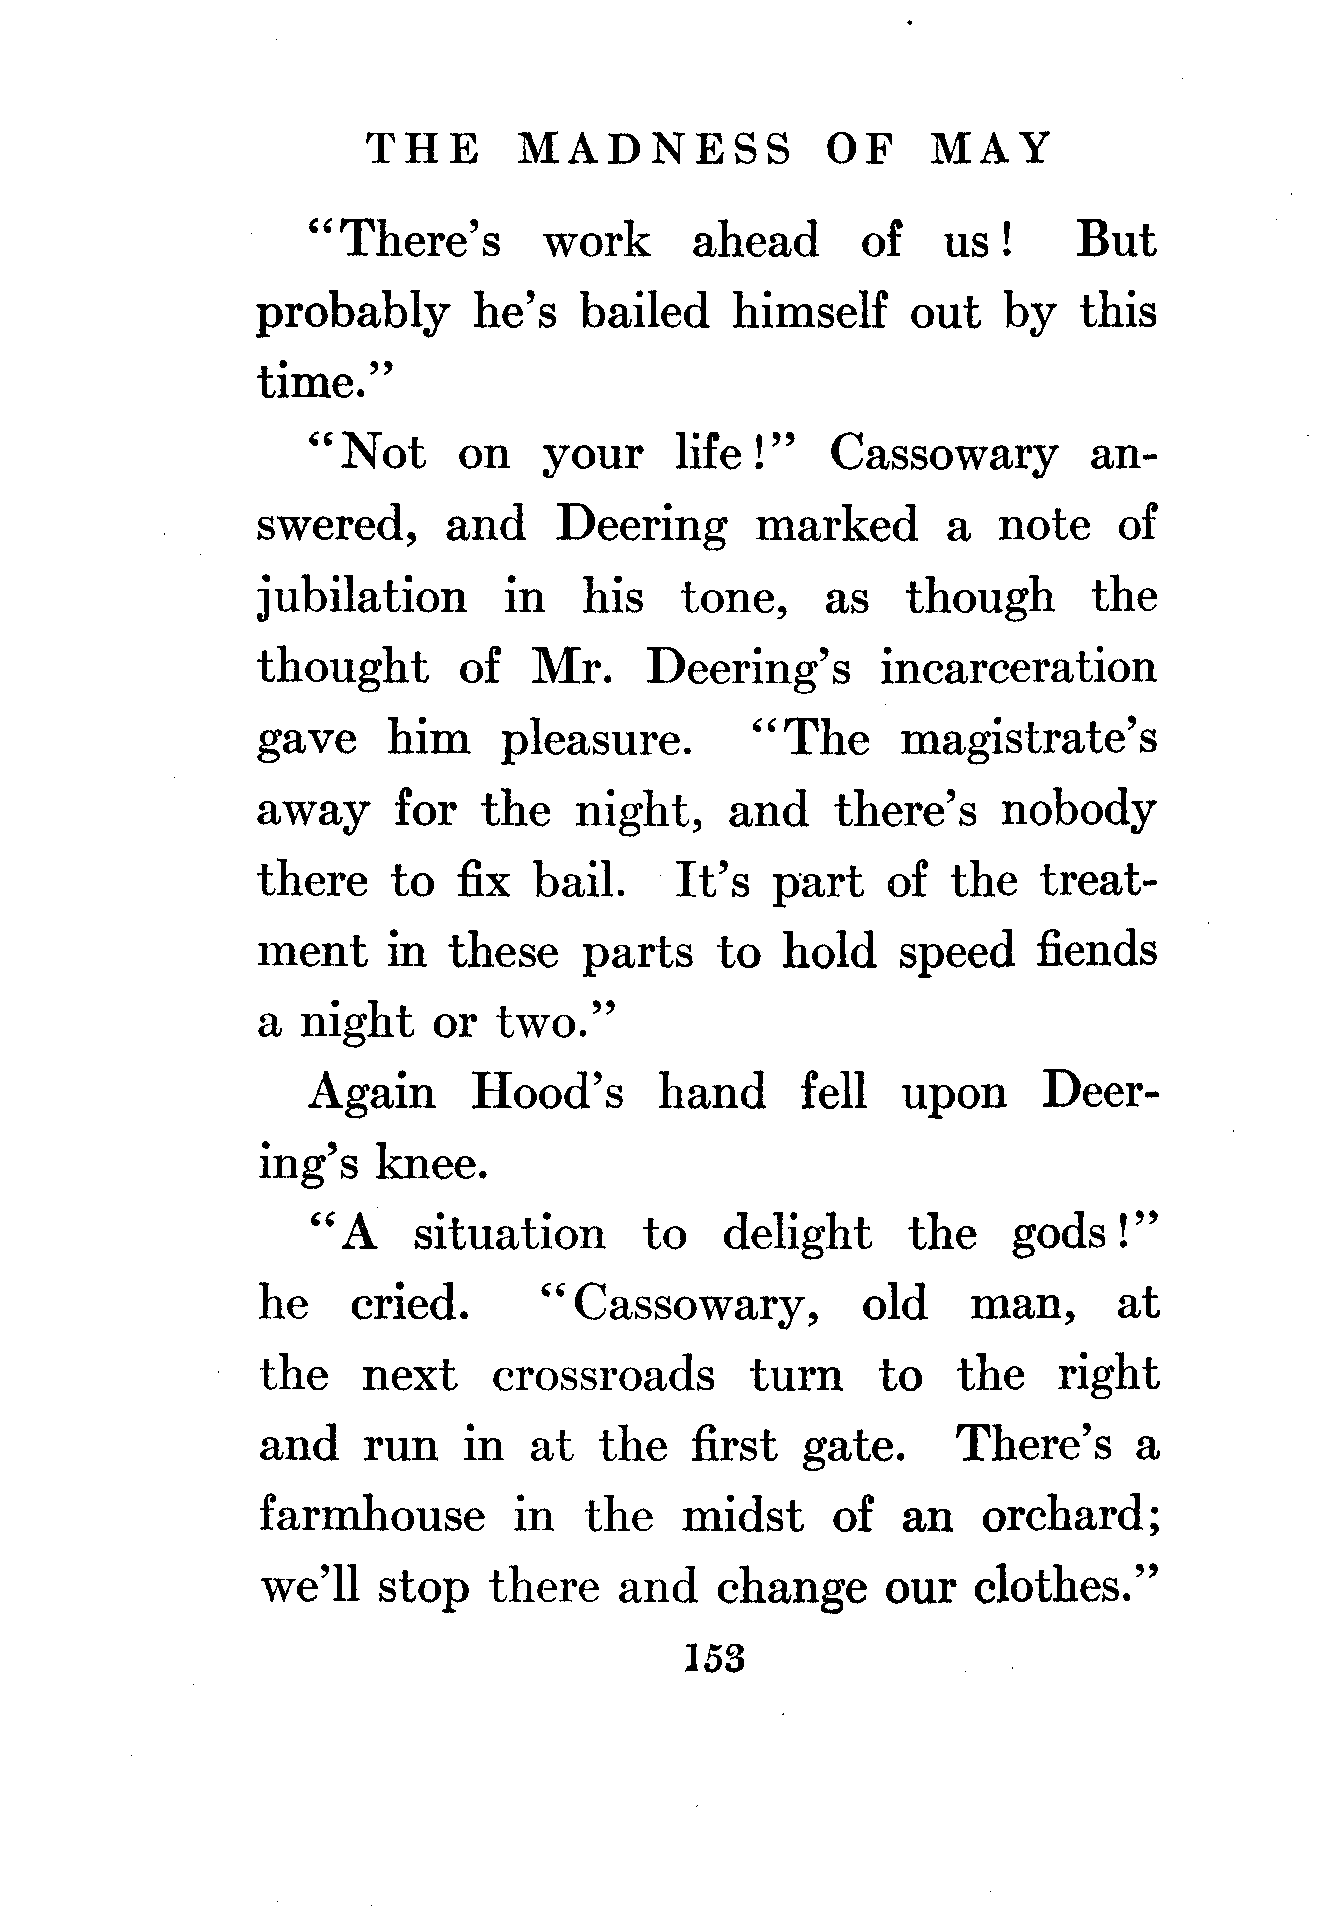 THE MADNESS OF MAY
“There’s work ahead of us! But
probably he’s bailed himself out by this
time.”
“Not on your life!” Cassowary an-
swered, and Deering marked a note of
jubilation in his tone, as though the
thought of Mr. Deering’s incarceration
gave him pleasure. “The magistrate’s
away for the night, and there’s nobody
there to fix bail. It’s part of the treat-
ment in these parts to hold speed fiends
a night or two.”
Again Hood’s hand fell upon Deer-
ing’s knee.
“A situation to delight the gods!”
he cried. “Cassowary, old man, at
the next crossroads turn to the right
and run in at the first gate. There’s a
farmhouse in the midst of an orchard;
we’ll stop there and change our clothes.”
153